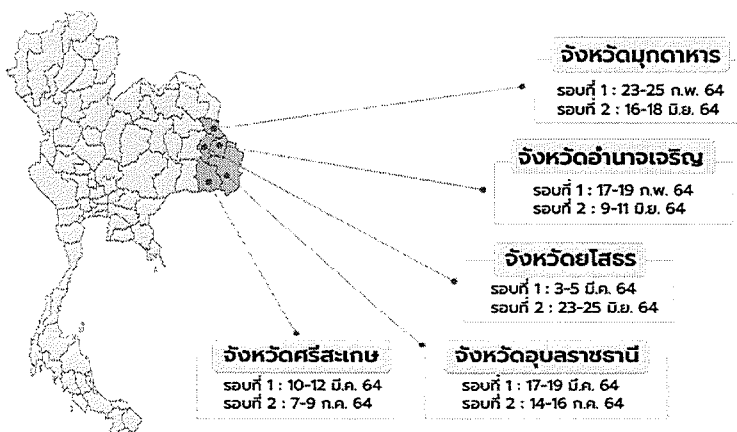 จังหวัดมุกดาหาร
รอบที่ 1 : 23-25 ก.พ. 64
รอบที่ 2 : 16-18 มิ.ย. 64
จังหวัดอำนาจเจริญ
รอบที่ 1 : 17-19 ก.พ. 64
รอบที่ 2 : 9-11 มิ.ย. 64
จังหวัดยโสธร
รอบที่ 1 : 3-5 มี.ค. 64
รอบที่ 2 : 23-25 มิ.ย. 64
จังหวัดศรีสะเกษ
รอบที่ 1 : 10-12 มี.ค. 64
รอบที่ 2 : 7-9 ก.ค. 64
จังหวัดอุบลราชธานี
รอบที่ 1 : 17-19 มี.ค. 64
รอบที่ 2 : 14-16 ก.ค. 64